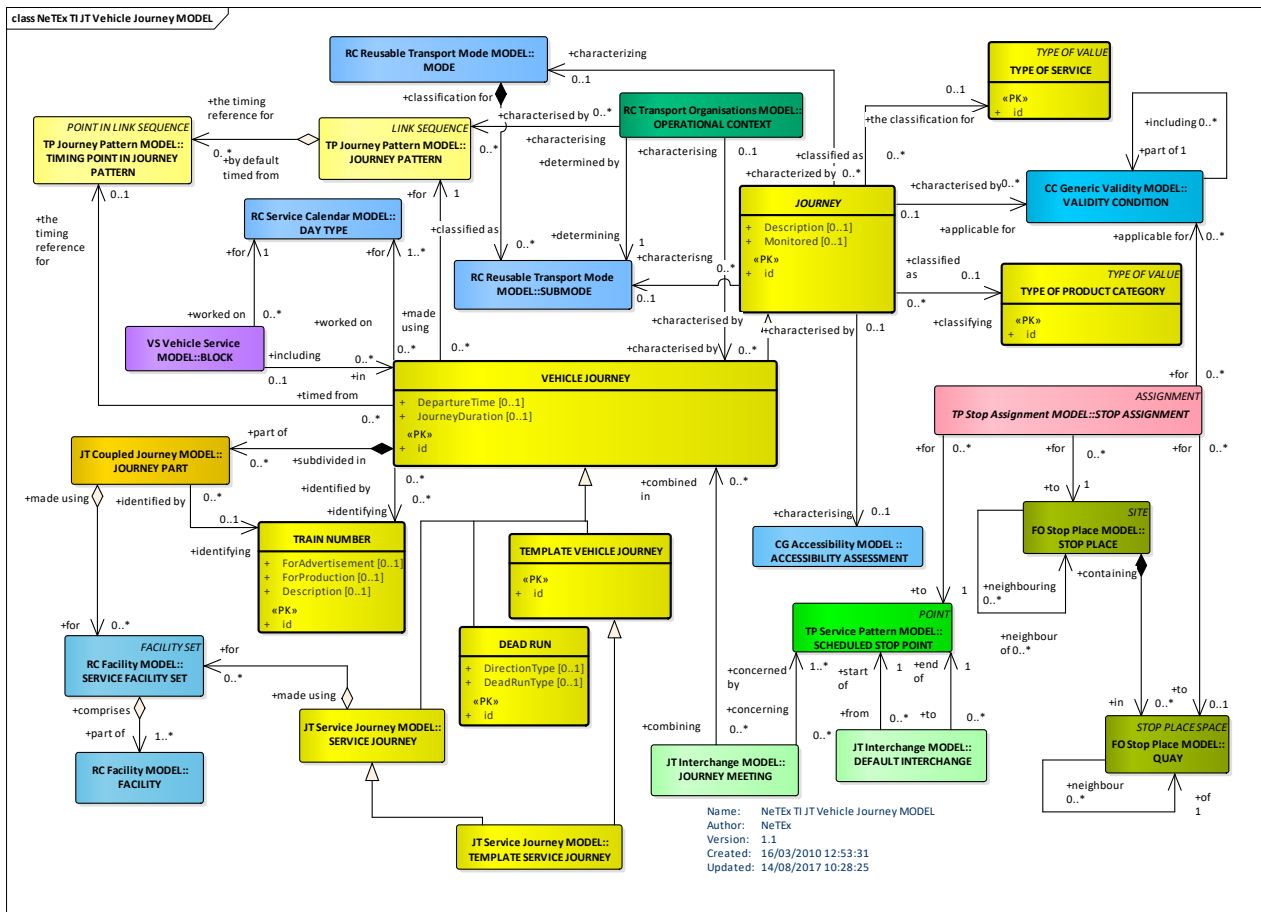 class NeTEx TI JT Vehicle Journey MODEL
RC Reusable Transport Mode MODEL::
MODE
+characterizing
0..1
TYPE OF VALUE
TYPE OF SERVICE
«PK»
+ id
+classification for
+the timing
reference for
POINT IN LINK SEQUENCE
TP Journey Pattern MODEL::
TIMING POINT IN JOURNEY
PATTERN
0..*
+by default
timed from
LINK SEQUENCE
TP Journey Pattern MODEL::
JOURNEY PATTERN
+characterised by
0..*
+characterising
0..*
+determined by
RC Transport Organisations MODEL::
OPERATIONAL CONTEXT
+characterising
0..1
+the classification for
+classified as
0..*
+characterized by
0..*
+including
0..*
+part of
1
CC Generic Validity MODEL::
VALIDITY CONDITION
+characterised by
0..*
0..1
+applicable for
+applicable for
0..*
0..1
+the
timing
reference
for
+for
1
RC Service Calendar MODEL::
DAY TYPE
+for
1
+for
1..*
+classified as
0..*
+determining
1
+characterisng
0..1
0..*
RC Reusable Transport Mode
MODEL::SUBMODE
JOURNEY
+ Description [0..1]
+ Monitored [0..1]
«PK»
+ id
+classified
as
0..1
0..*
+classifying
TYPE OF VALUE
TYPE OF PRODUCT CATEGORY
«PK»
+ id
+worked on
0..*
+worked on
0..*
+made
using
0..*
+characterised by
+characterised by
0..*
+characterised by
0..1
VS Vehicle Service
MODEL::BLOCK
+including
0..1
0..*
+in
+timed from
0..*
VEHICLE JOURNEY
+ DepartureTime [0..1]
+ JourneyDuration [0..1]
«PK»
+ id
+for
0..*
ASSIGNMENT
TP Stop Assignment MODEL::STOP ASSIGNMENT
+for
0..*
+for
0..*
+for
0..*
JT Coupled Journey MODEL::
JOURNEY PART
+part of
0..*
+subdivided in
+made using
+identified by
0..*
0..1
+identifying
+identified by
0..*
0..*
+identifying
+combined
in
0..*
+characterising
0..1
+to
1
TRAIN NUMBER
+ ForAdvertisement [0..1]
+ ForProduction [0..1]
+ Description [0..1]
«PK»
+ id
TEMPLATE VEHICLE JOURNEY
«PK»
+ id
CG Accessibility MODEL ::
ACCESSIBILITY ASSESSMENT
SITE
FO Stop Place MODEL::
STOP PLACE
+neighbouring
0..*
+containing
+neighbour
of 0..*
+to
1
POINT
TP Service Pattern MODEL::
SCHEDULED STOP POINT
+for
0..*
FACILITY SET
RC Facility MODEL::
SERVICE FACILITY SET
+for
0..*
+made using
DEAD RUN
+ DirectionType [0..1]
+ DeadRunType [0..1]
«PK»
+ id
+concerned
by
1..*
+concerning
0..*
+start
of
1
+end
of
1
+from
0..*
+to
0..*
+combining
0..*
+in
0..*
+to
0..1
+comprises
+part of
1..*
RC Facility MODEL::
FACILITY
JT Service Journey MODEL::
SERVICE JOURNEY
JT Interchange MODEL::
JOURNEY MEETING
JT Interchange MODEL::
DEFAULT INTERCHANGE
STOP PLACE SPACE
FO Stop Place MODEL::
QUAY
+neighbour
0..*
+of
1
JT Service Journey MODEL::
TEMPLATE SERVICE JOURNEY
Name: NeTEx TI JT Vehicle Journey MODEL
Author: NeTEx
Version: 1.1
Created: 16/03/2010 12:53:31
Updated: 14/08/2017 10:28:25